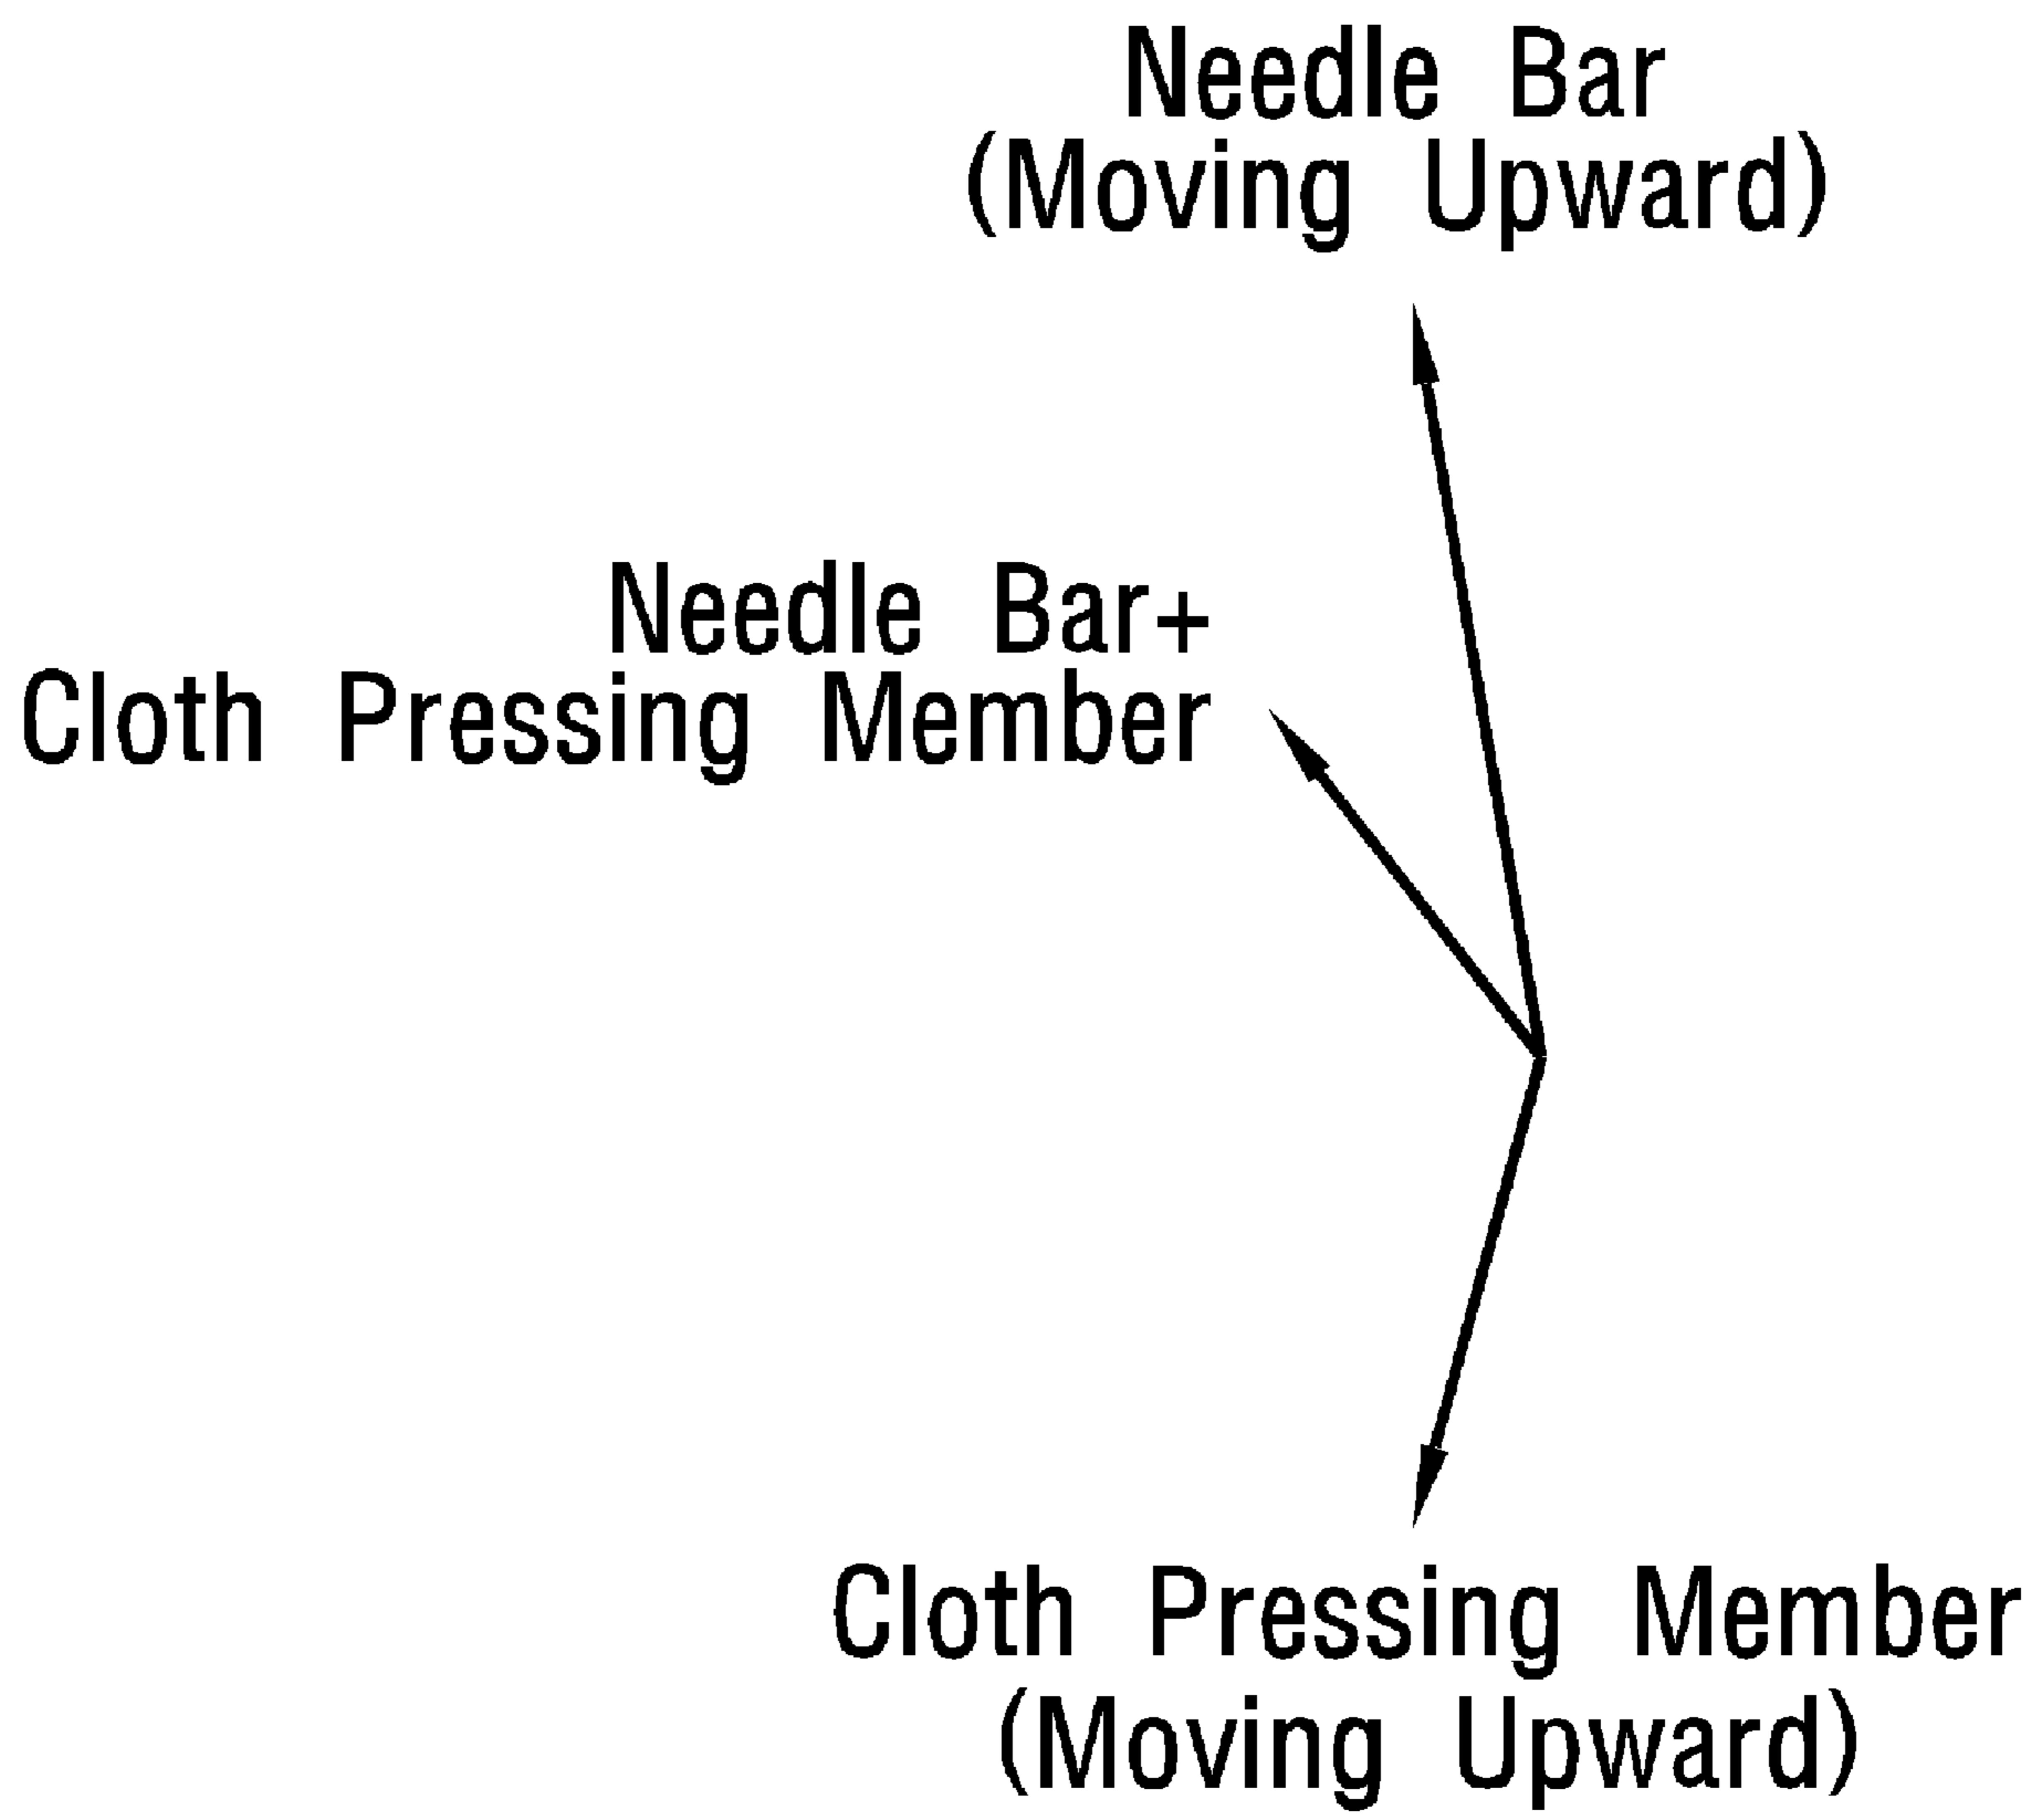 Needle Bar
(Moving Upward)
Needle Bar+
Cloth Pressing Member
Cloth Pressing Member
(Moving Upward)